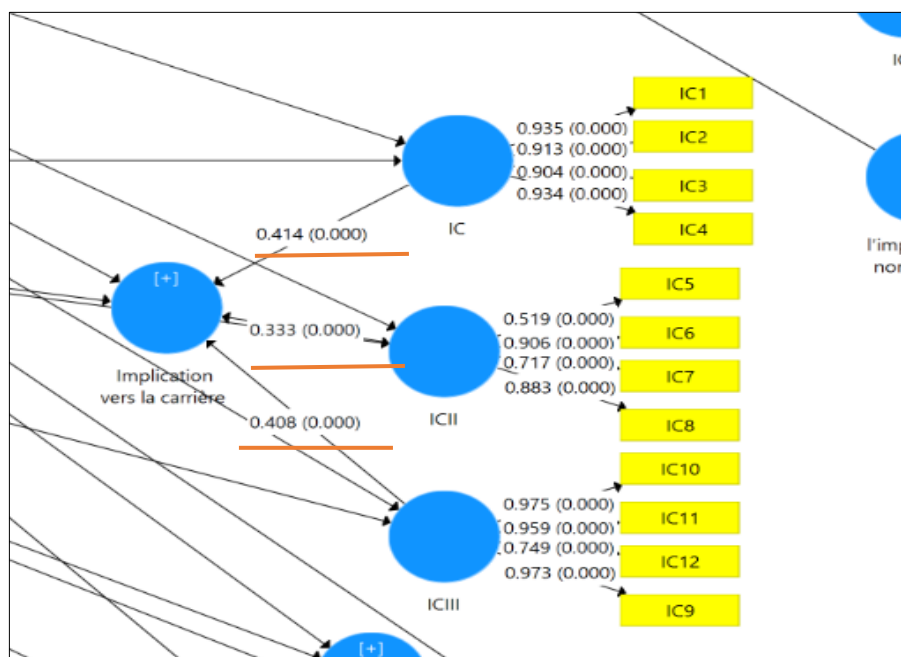 IC1
0.935 (0.000)
IC2
0.913 (0.000)
0.904 (0.000)
IC3
0.934 (0.000)
IC
IC4
0.414 (0.000)
l'imp
nor
[+]
IC5
0.519 (0.000)
0.333 (0.000)
IC6
0.906 (0.000)
0.717 (0.000)
IC7
Implication
vers la carrière
0.883 (0.000)
ICII
IC8
0.408 (0.000)
IC10
0.975 (0.000)
IC11
0.959 (0.000)
0.749 (0.000)
IC12
0.973 (0.000)
ICIII
IC9
[+]